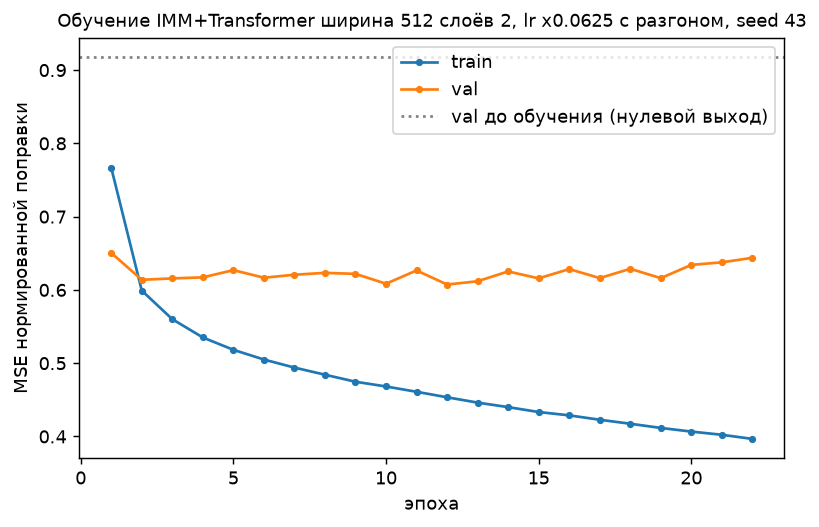 Обучение IMM+Transformer ширина 512 слоёв 2, lr x0.0625 с разгоном, seed 43
MSE нормированной поправки
0.9
0.8
0.7
0.6
0.5
0.4
train
val
val до обучения (нулевой выход)
0
5
10
15
20
эпоха